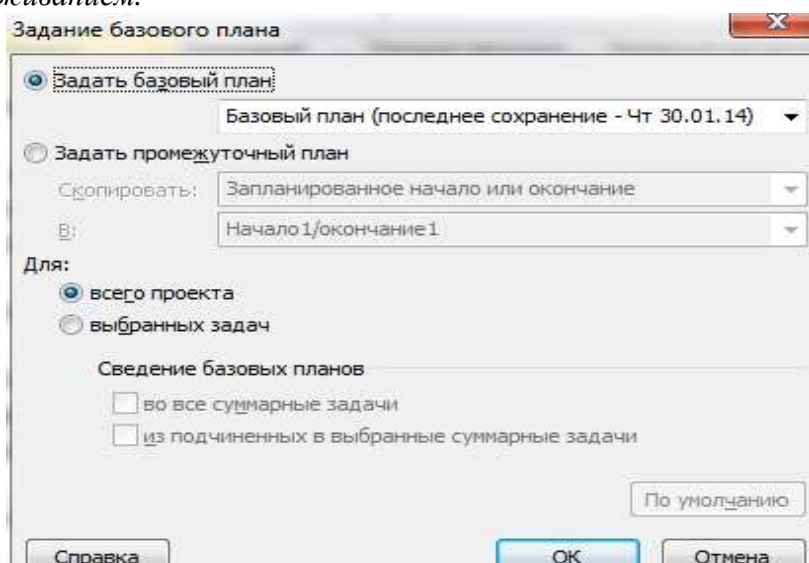 живанием.
Задание базового плана
Задать базовый план
Базовый план (последнее сохранение - Чт 30.01.14)
Задать промежуточный план
Скопировать: Запланированное начало или окончание
В: Начало1/окончание1
Для:
всего проекта
выбранных задач
Сведение базовых планов
во все суммарные задачи
из подчиненных в выбранные суммарные задачи
По умолчанию
Справка ОК Отмена